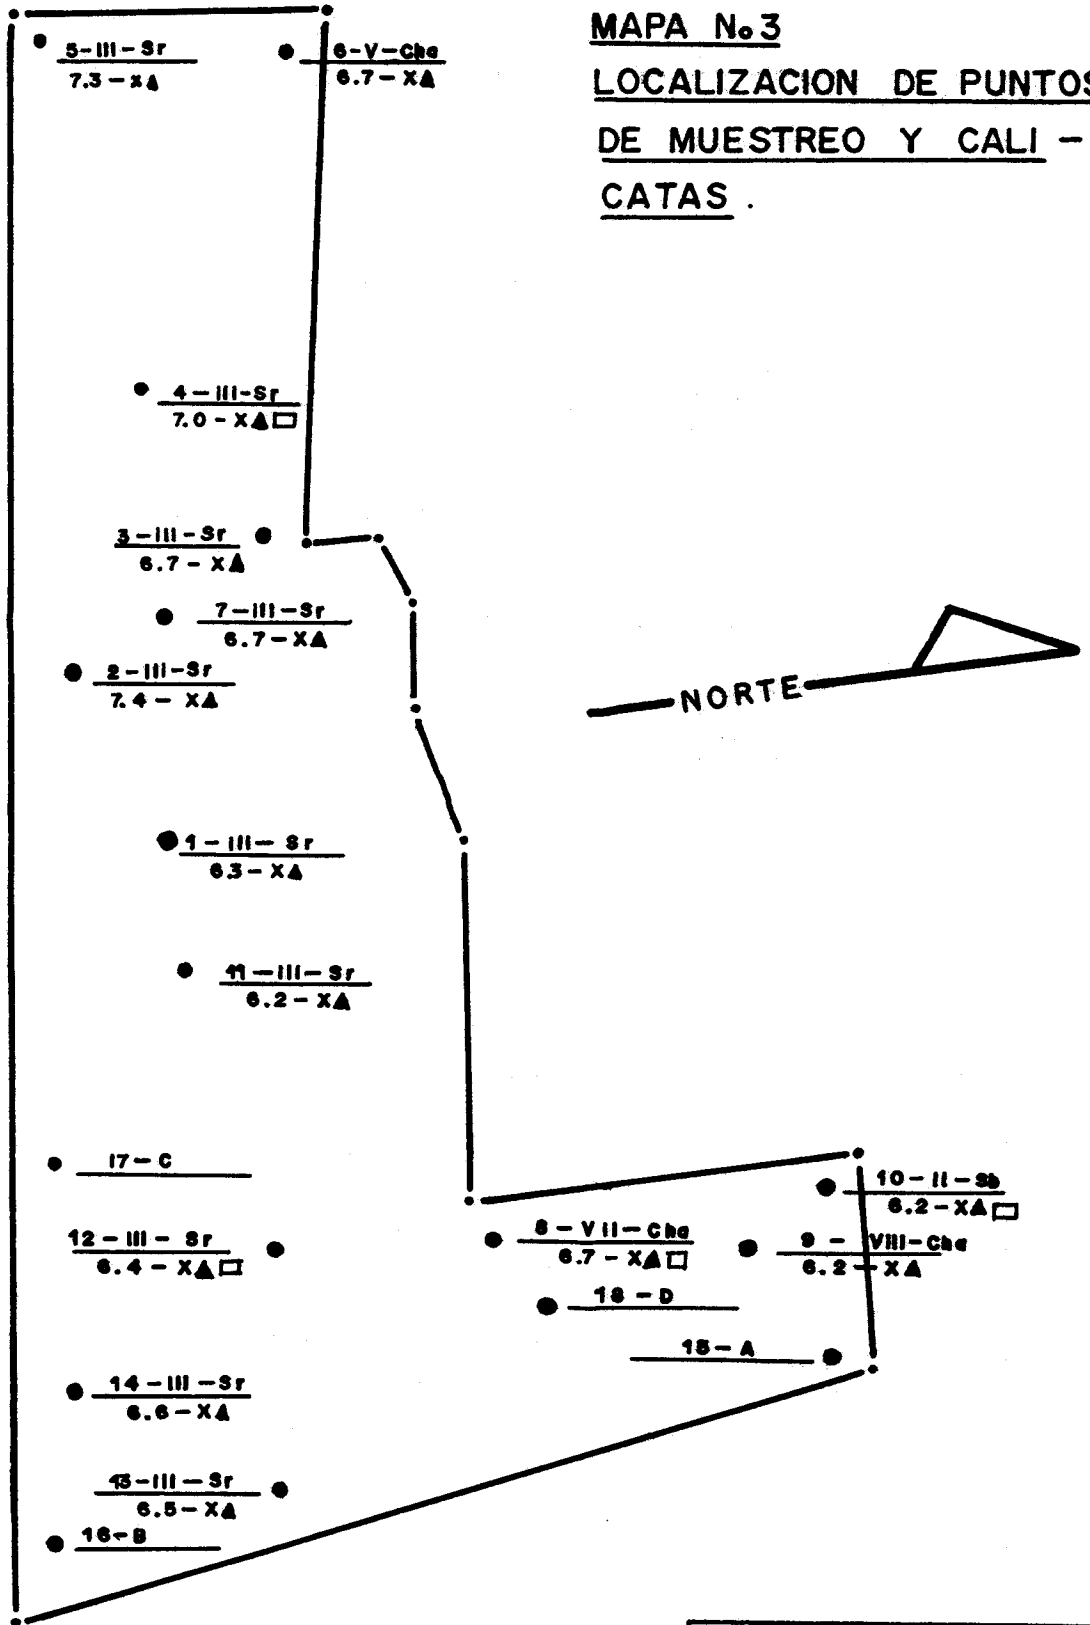 MAPA No 3
LOCALIZACION DE PUNTOS
DE MUESTREO Y CALI -
CATAS .
5-III-Sr
7.3-X▲
6-V-Cha
6.7-X▲
4-III-Sr
7.0-X▲□
3-III-Sr
6.7-X▲
7-III-Sr
6.7-X▲
2-III-Sr
7.4-X▲
NORTE
1-III-Sr
6.3-X▲
11-III-Sr
6.2-X▲
17-C
10-II-Sb
6.2-X▲□
12-III-Sr
6.4-X▲□
8-VII-Cha
6.7-X▲□
9-VIII-Cha
6.2-X▲
18-D
15-A
14-III-Sr
6.6-X▲
13-III-Sr
6.5-X▲
16-B